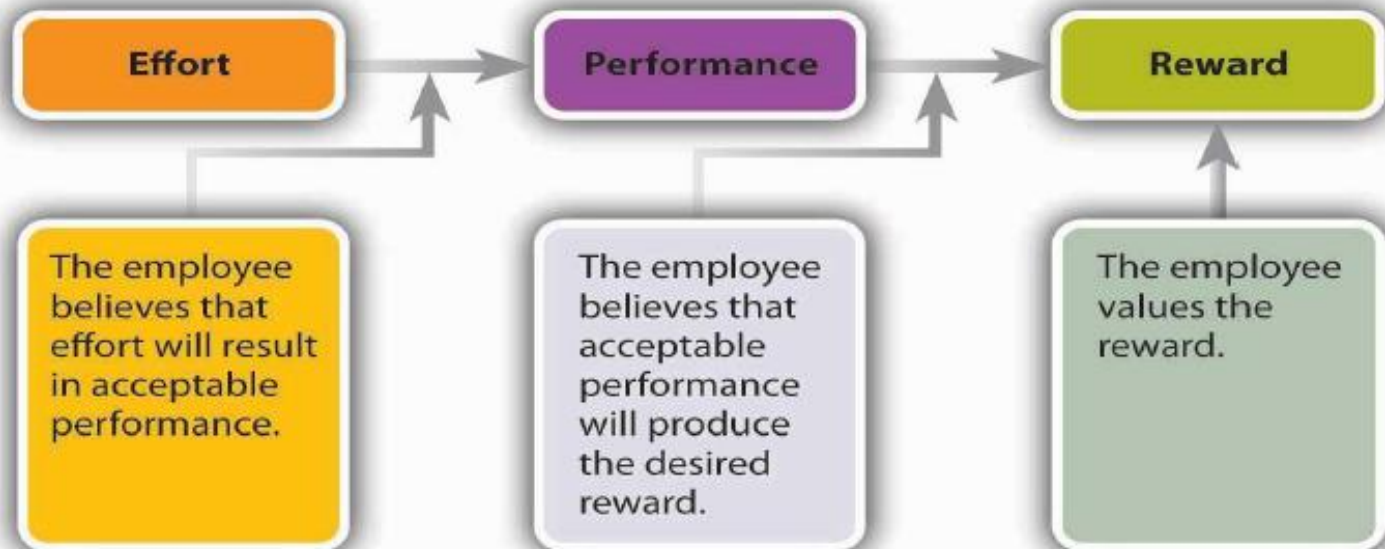 Effort
Performance
Reward
The employee
believes that
effort will result
in acceptable
performance.
The employee
believes that
acceptable
performance
will produce
the desired
reward.
The employee
values the
reward.